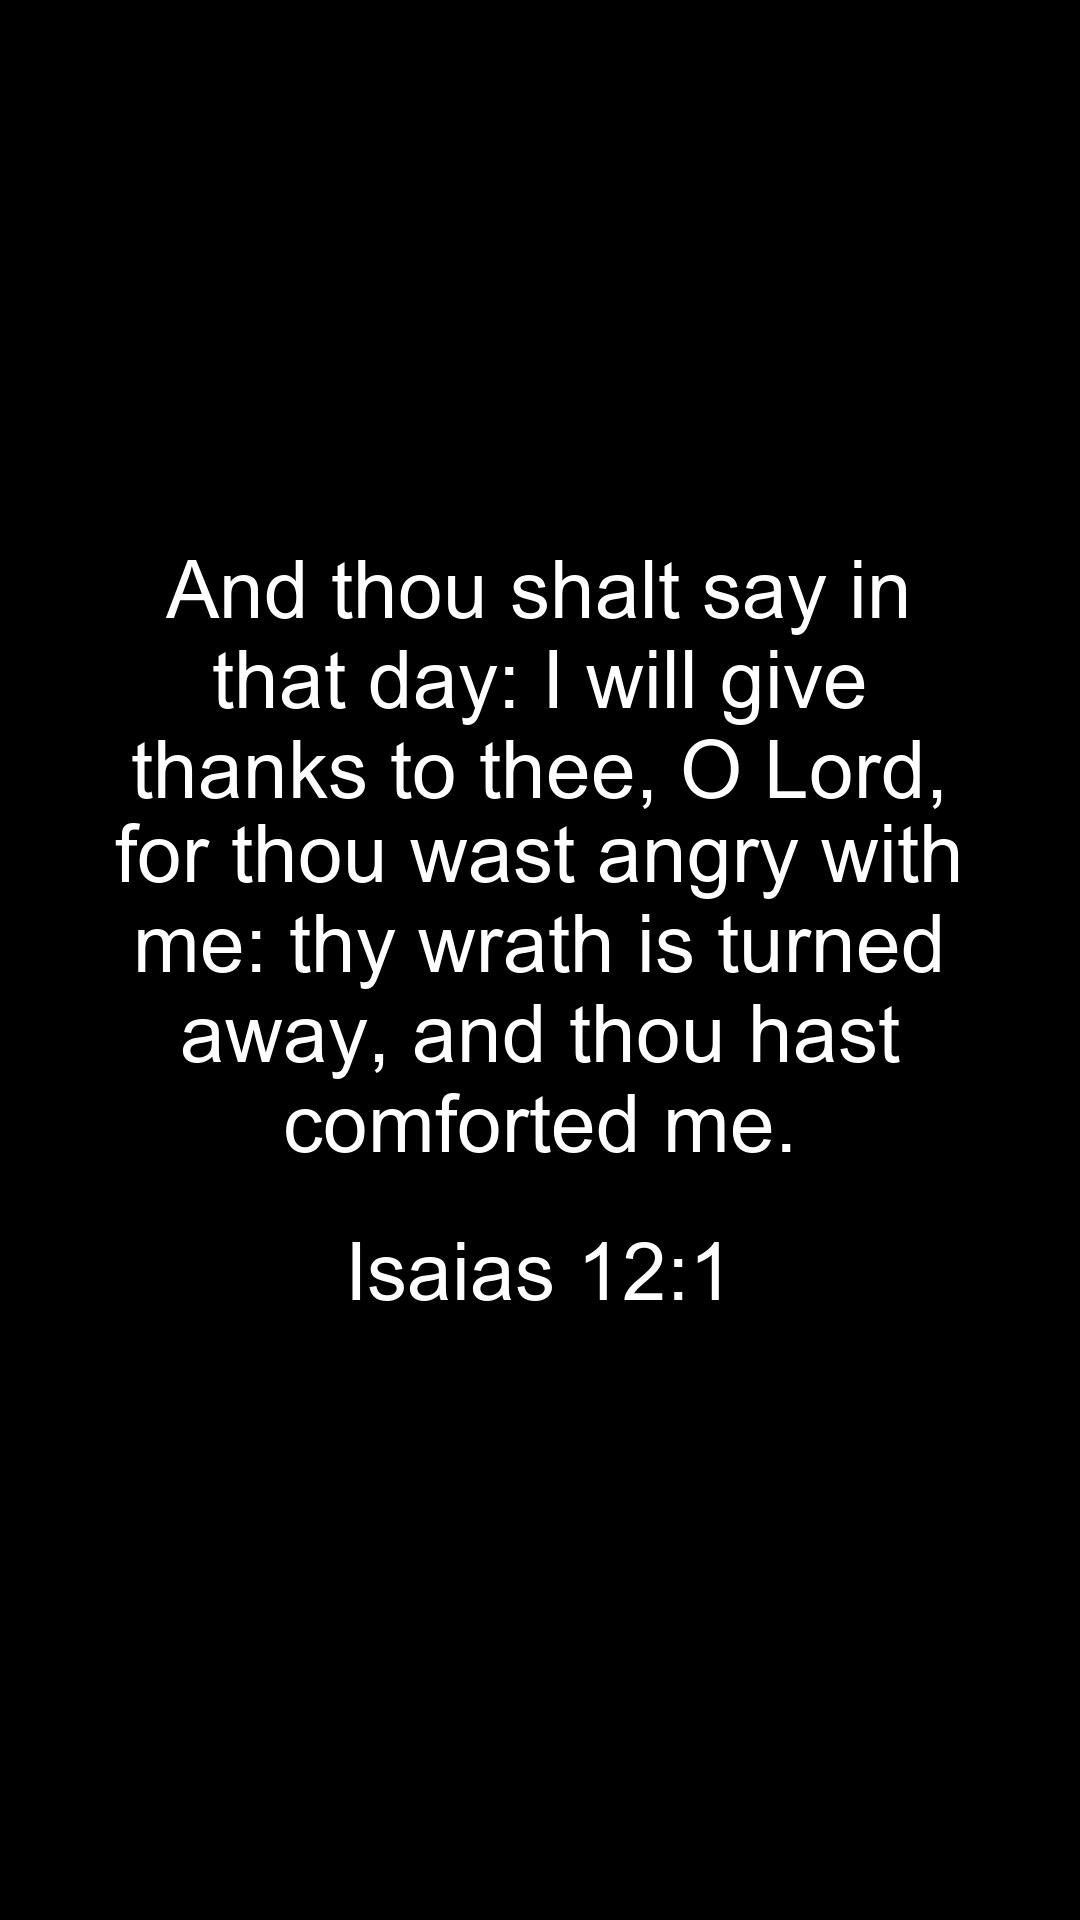 And thou shalt say in
that day: I will give
thanks to thee, O Lord,
for thou wast angry with
me: thy wrath is turned
away, and thou hast
comforted me.
Isaias 12:1